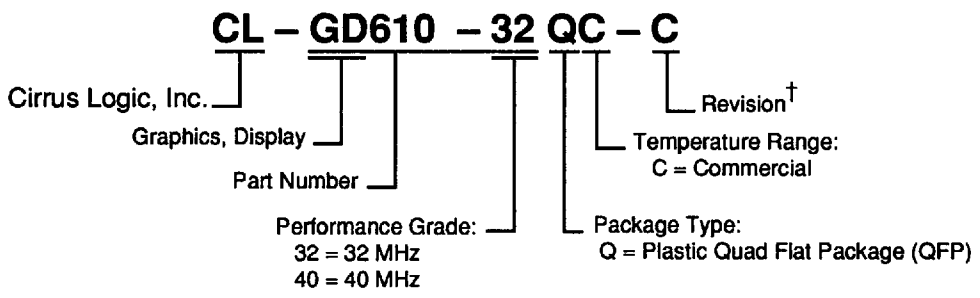 CL – GD610 – 32 QC – C
Cirrus Logic, Inc.
Revision†
Graphics, Display
Temperature Range:
C = Commercial
Part Number
Performance Grade:
32 = 32 MHz
40 = 40 MHz
Package Type:
Q = Plastic Quad Flat Package (QFP)